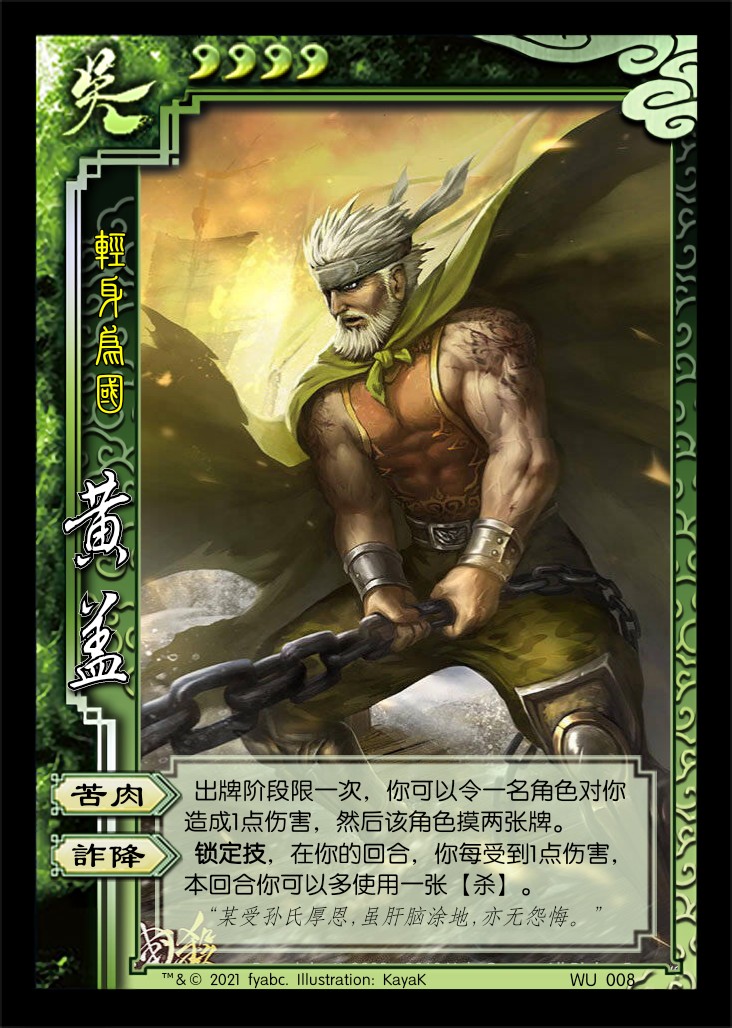 吴
輕身為國
黄盖
苦肉
出牌阶段限一次，你可以令一名角色对你
造成1点伤害，然后该角色摸两张牌。
詐降
锁定技，在你的回合，你每受到1点伤害，
本回合你可以多使用一张【杀】。
“某受孙氏厚恩,虽肝脑涂地,亦无怨悔。”
™&© 2021 fyabc. Illustration: KayaK
WU 008